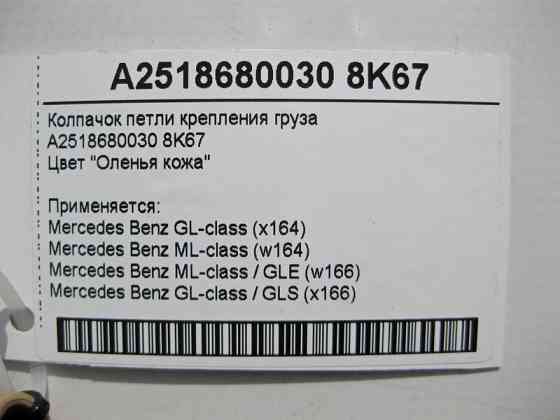 A2518680030 8K67
Колпачок петли крепления груза
A2518680030 8K67
Цвет "Оленья кожа"
Применяется:
Mercedes Benz GL-class (x164)
Mercedes Benz ML-class (w164)
Mercedes Benz ML-class / GLE (w166)
Mercedes Benz GL-class / GLS (x166)